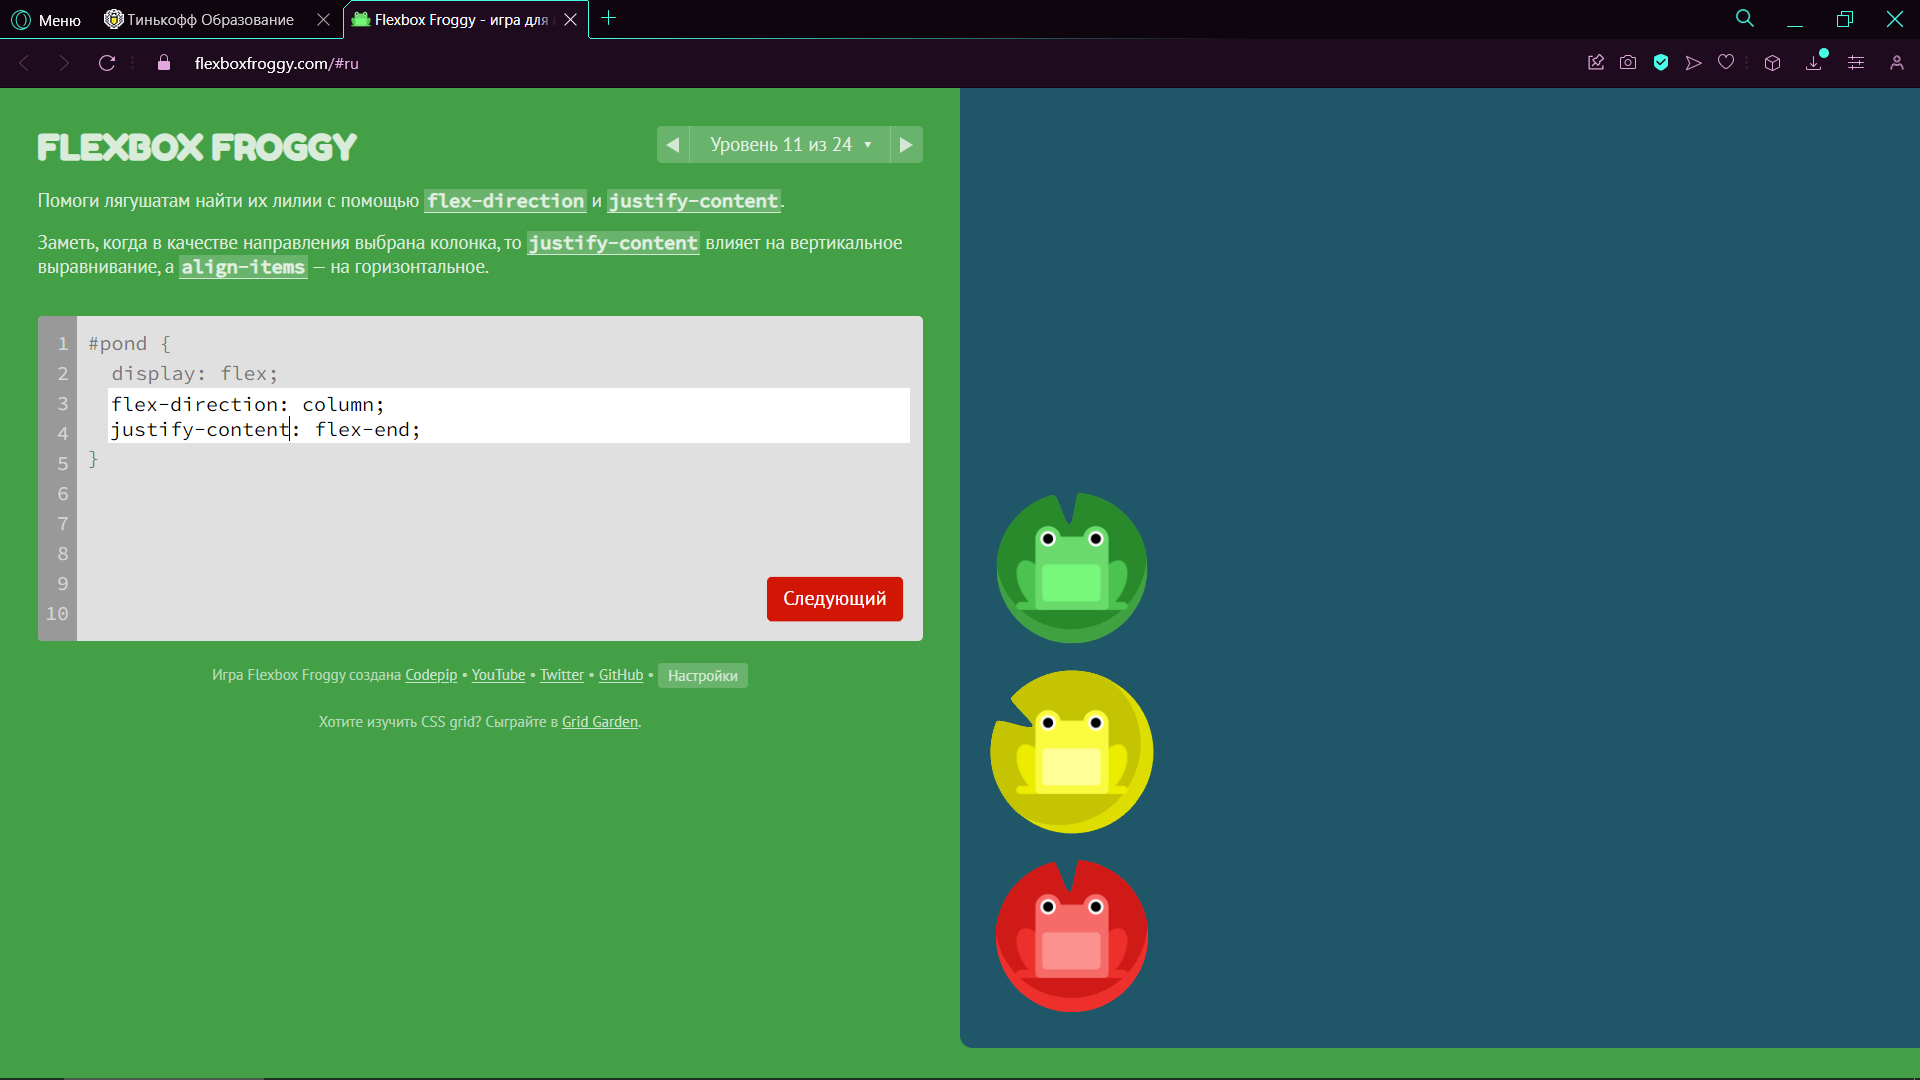 Меню
Тинькофф Образование
Flexbox Froggy - игра для
flexboxfroggy.com/#ru
FLEXBOX FROGGY
Уровень 11 из 24
Помоги лягушатам найти их лилии с помощью flex-direction и justify-content.
Заметь, когда в качестве направления выбрана колонка, то justify-content влияет на вертикальное
выравнивание, а align-items — на горизонтальное.
1 #pond {
2 display: flex;
3 flex-direction: column;
4 justify-content: flex-end;
5 }
6
7
8
9
10
Следующий
Игра Flexbox Froggy создана Codepip • YouTube • Twitter • GitHub • Настройки
Хотите изучить CSS grid? Сыграйте в Grid Garden.